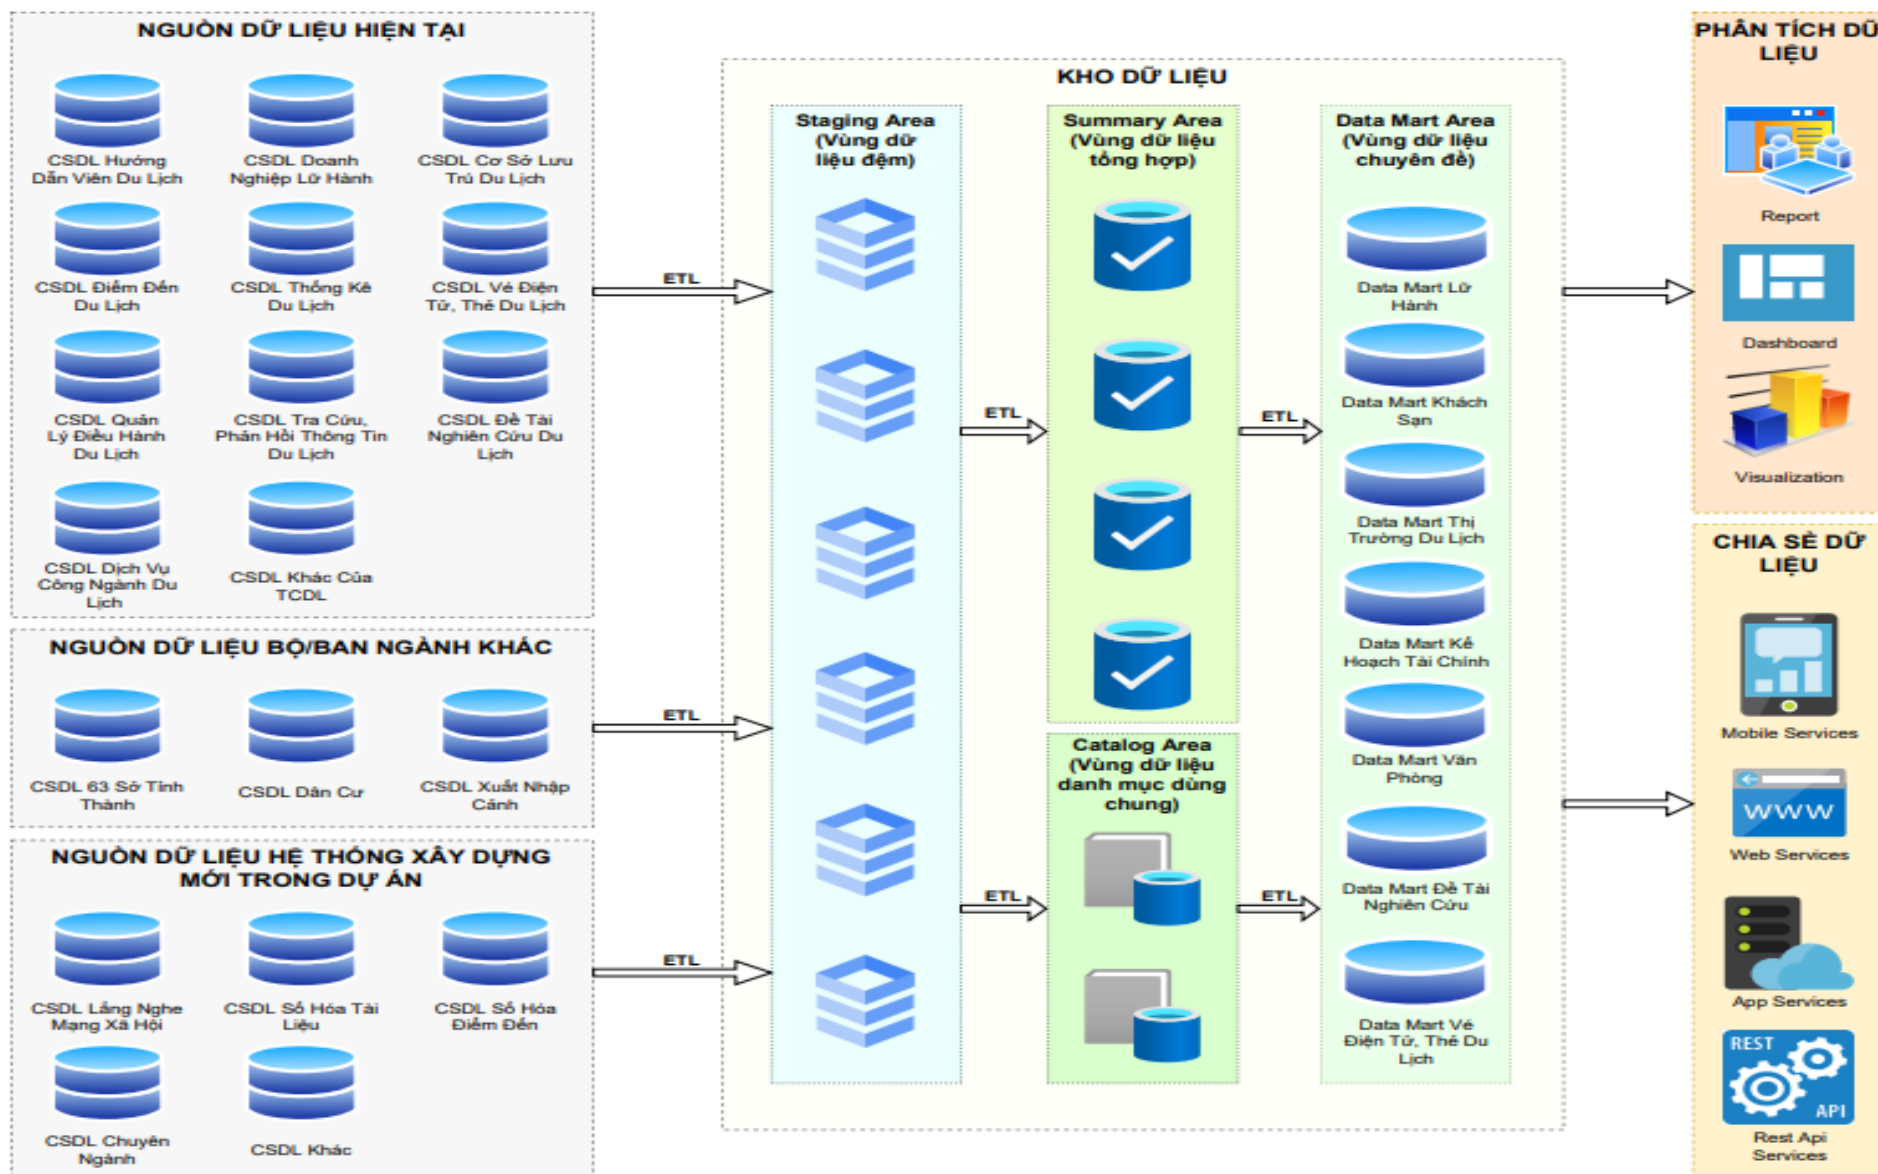 NGUỒN DỮ LIỆU HIỆN TẠI
CSDL Hướng
Dẫn Viên Du Lịch
CSDL Doanh
Nghiệp Lữ Hành
CSDL Cơ Sở Lưu
Trú Du Lịch
CSDL Điểm Đến
Du Lịch
CSDL Thống Kê
Du Lịch
CSDL Vé Điện
Tử, Thẻ Du Lịch
CSDL Quản
Lý Điều Hành
Du Lịch
CSDL Tra Cứu,
Phản Hồi Thông Tin
Du Lịch
CSDL Đề Tài
Nghiên Cứu Du
Lịch
CSDL Dịch Vụ
Công Ngành Du
Lịch
CSDL Khác Của
TCDL
NGUỒN DỮ LIỆU BỘ/BAN NGÀNH KHÁC
CSDL 63 Sở Tỉnh
Thành
CSDL Dân Cư
CSDL Xuất Nhập
Cảnh
NGUỒN DỮ LIỆU HỆ THỐNG XÂY DỰNG
MỚI TRONG DỰ ÁN
CSDL Lắng Nghe
Mạng Xã Hội
CSDL Số Hóa Tài
Liệu
CSDL Số Hóa
Điểm Đến
CSDL Chuyên
Ngành
CSDL Khác
ETL
ETL
ETL
KHO DỮ LIỆU
Staging Area
(Vùng dữ
liệu đệm)
ETL
ETL
Summary Area
(Vùng dữ liệu
tổng hợp)
Catalog Area
(Vùng dữ liệu
danh mục dùng
chung)
ETL
ETL
Data Mart Area
(Vùng dữ liệu
chuyên đề)
Data Mart Lữ
Hành
Data Mart Khách
Sạn
Data Mart Thị
Trường Du Lịch
Data Mart Kế
Hoạch Tài Chính
Data Mart Văn
Phòng
Data Mart Đề Tài
Nghiên Cứu
Data Mart Vé
Điện Tử, Thẻ Du
Lịch
PHÂN TÍCH DỮ
LIỆU
Report
Dashboard
Visualization
CHIA SẺ DỮ
LIỆU
Mobile Services
WWW
Web Services
App Services
REST
API
Rest Api
Services